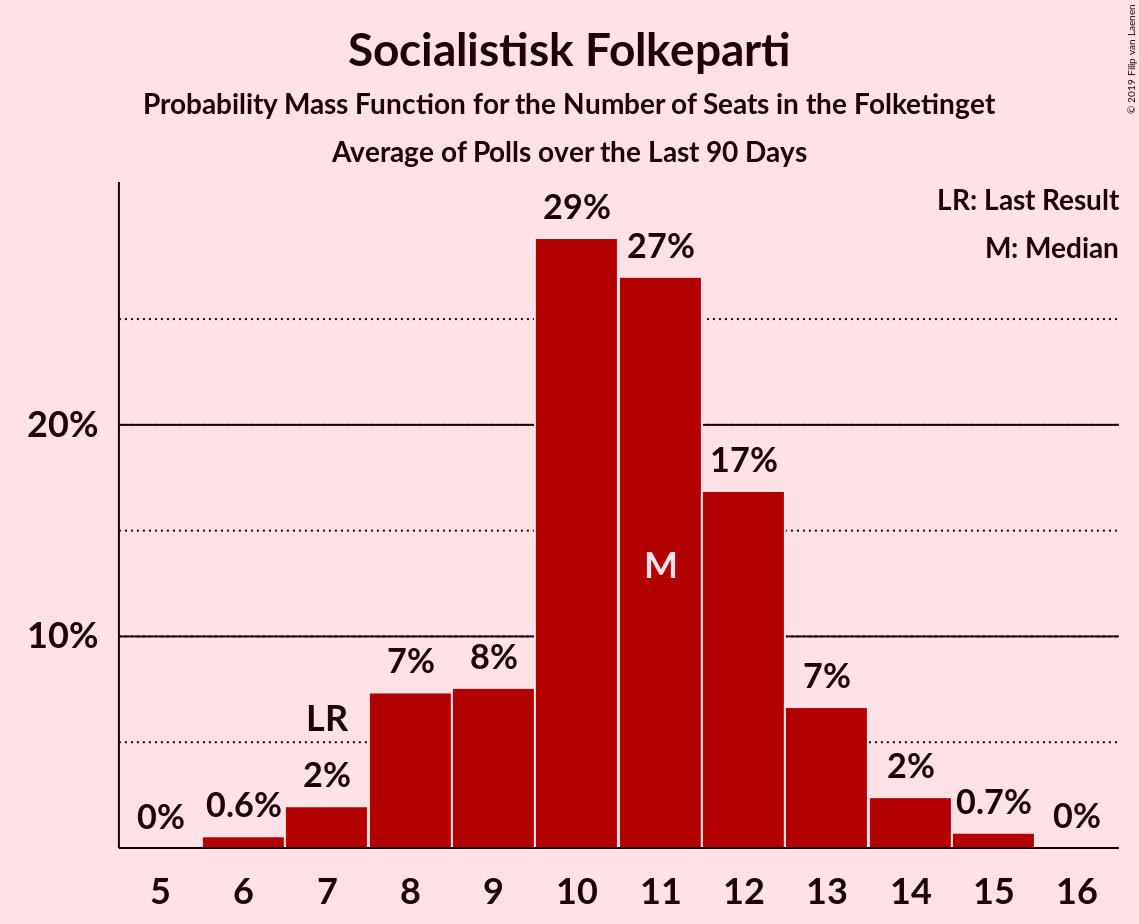 Socialistisk Folkeparti
Probability Mass Function for the Number of Seats in the Folketinget
Average of Polls over the Last 90 Days
© 2019 Filip van Laenen
LR: Last Result
M: Median
29%
27%
20%
17%
M
10%
7%
8%
7%
LR
2%
2%
0%
0.6%
0.7%
0%
5 6 7 8 9 10 11 12 13 14 15 16